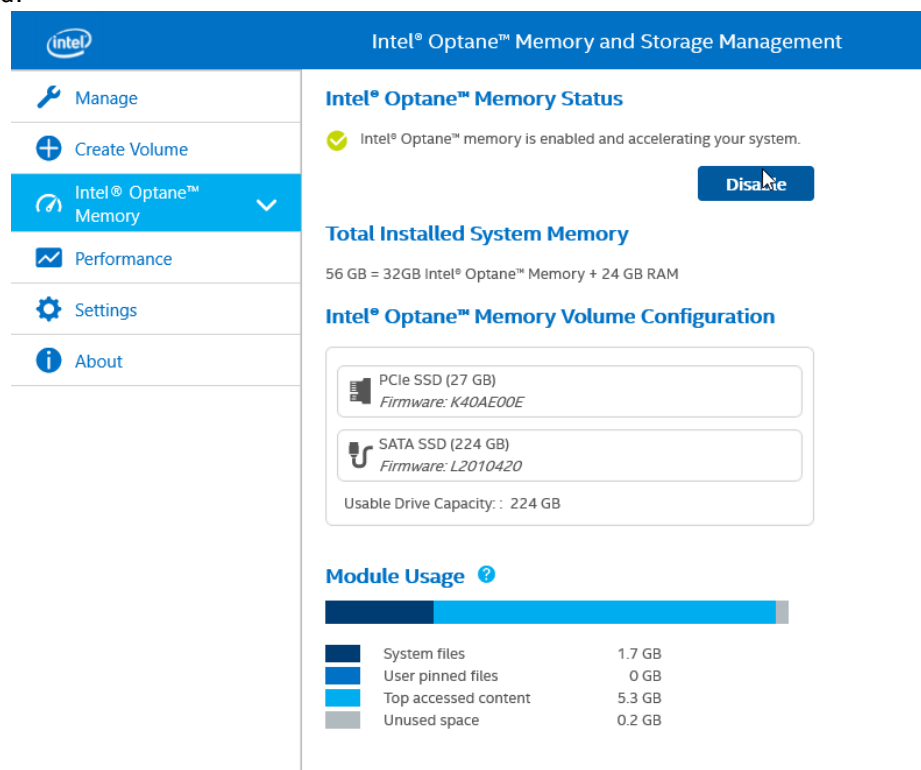 intel
Intel® Optane™ Memory and Storage Management
Manage
Create Volume
Intel® Optane™
Memory
Performance
Settings
About
Intel® Optane™ Memory Status
Intel® Optane™ memory is enabled and accelerating your system.
Disable
Total Installed System Memory
56 GB = 32GB Intel® Optane™ Memory + 24 GB RAM
Intel® Optane™ Memory Volume Configuration
PCIe SSD (27 GB)
Firmware: K40AE00E
SATA SSD (224 GB)
Firmware: L2010420
Usable Drive Capacity: : 224 GB
Module Usage ?
System files 1.7 GB
User pinned files 0 GB
Top accessed content 5.3 GB
Unused space 0.2 GB